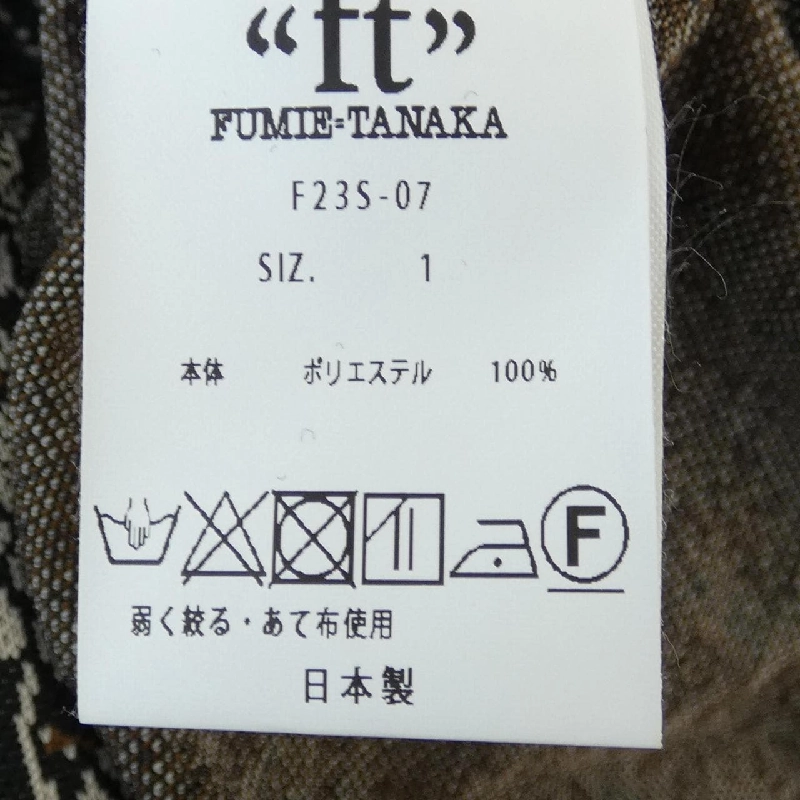 “ft”
FUMIE=TANAKA
F23S-07
SIZ. 1
本体 ポリエステル 100%
F
弱く絞る・あて布使用
日本製